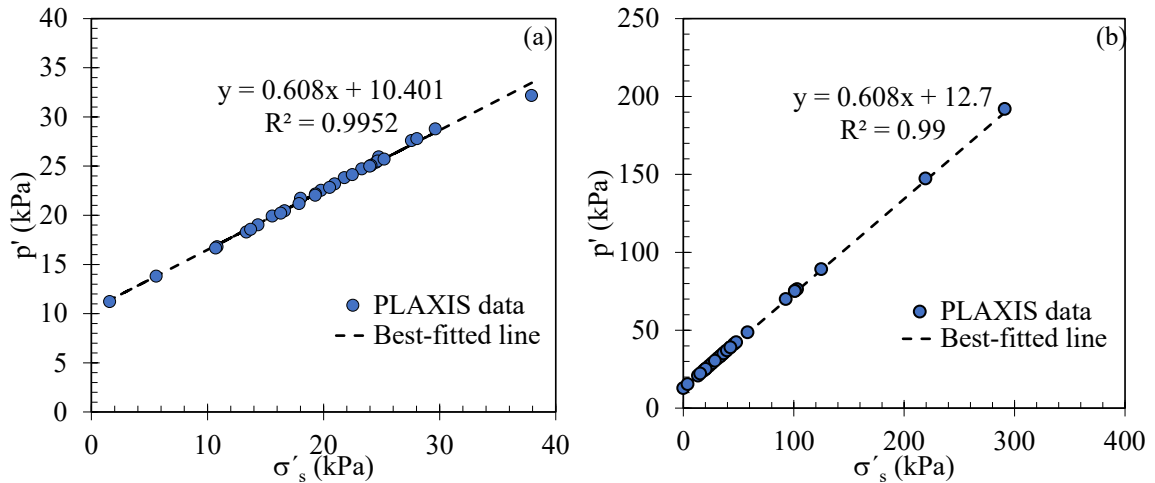 40
35
30
25
20
15
10
5
0
p' (kPa)
(a)
y = 0.608x + 10.401
R² = 0.9952
PLAXIS data
Best-fitted line
0 10 20 30 40
σ´s (kPa)
250
200
150
100
50
0
p' (kPa)
(b)
y = 0.608x + 12.7
R² = 0.99
PLAXIS data
Best-fitted line
0 100 200 300 400
σ´s (kPa)